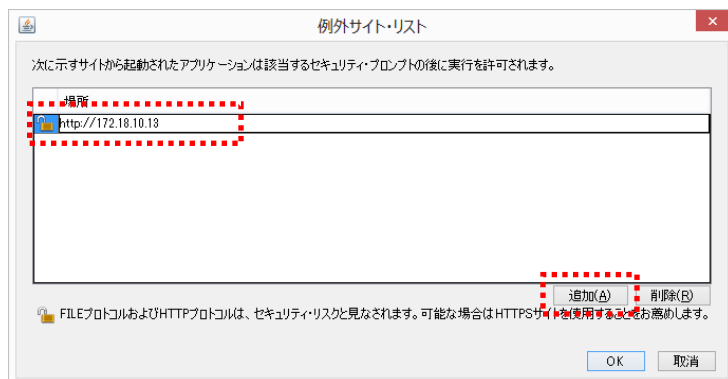 例外サイト・リスト
次に示すサイトから起動されたアプリケーションは該当するセキュリティ・プロンプトの後に実行を許可されます。
場所
http://172.18.10.13
追加(A) 削除(R)
FILEプロトコルおよびHTTPプロトコルは、セキュリティ・リスクと見なされます。可能な場合はHTTPSサイトを使用することをお薦めします。
OK 取消